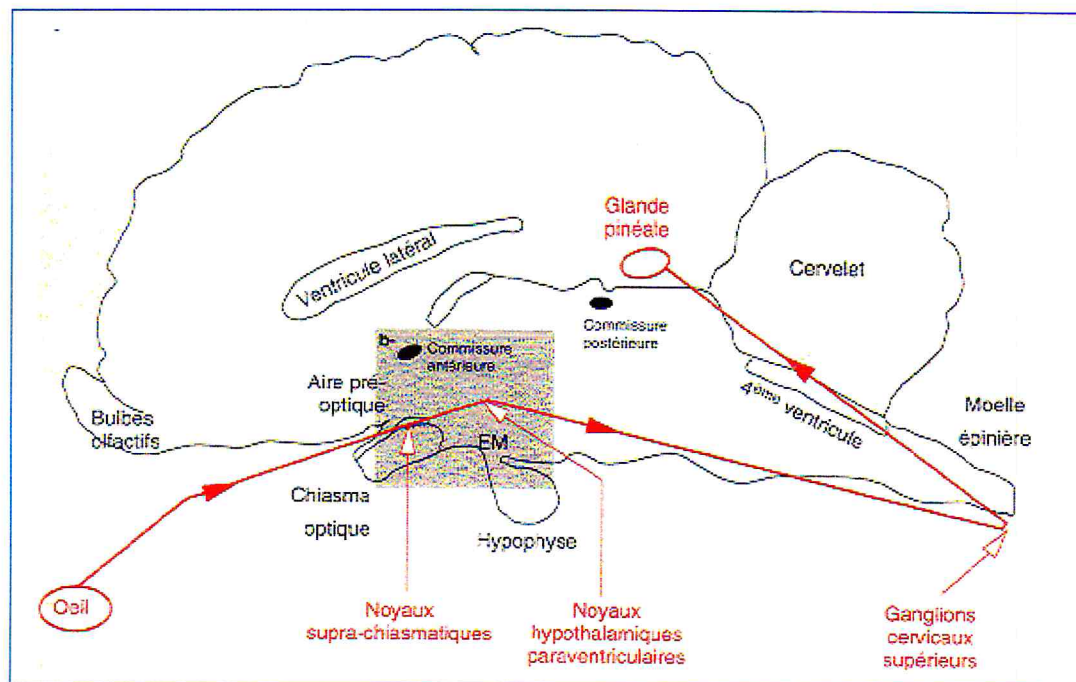 Glande
pinéale
Cervelet
Ventricule latéral
Commissure
postérieure
b-
Commissure
antérieure
Aire pré-
optique
Bulbes
olfactifs
4ème ventricule
Moelle
épinière
EM
Chiasma
optique
Hypophyse
Oeil
Noyaux
supra-chiasmatiques
Noyaux
hypothalamiques
paraventriculaires
Ganglions
cervicaux
supérieurs